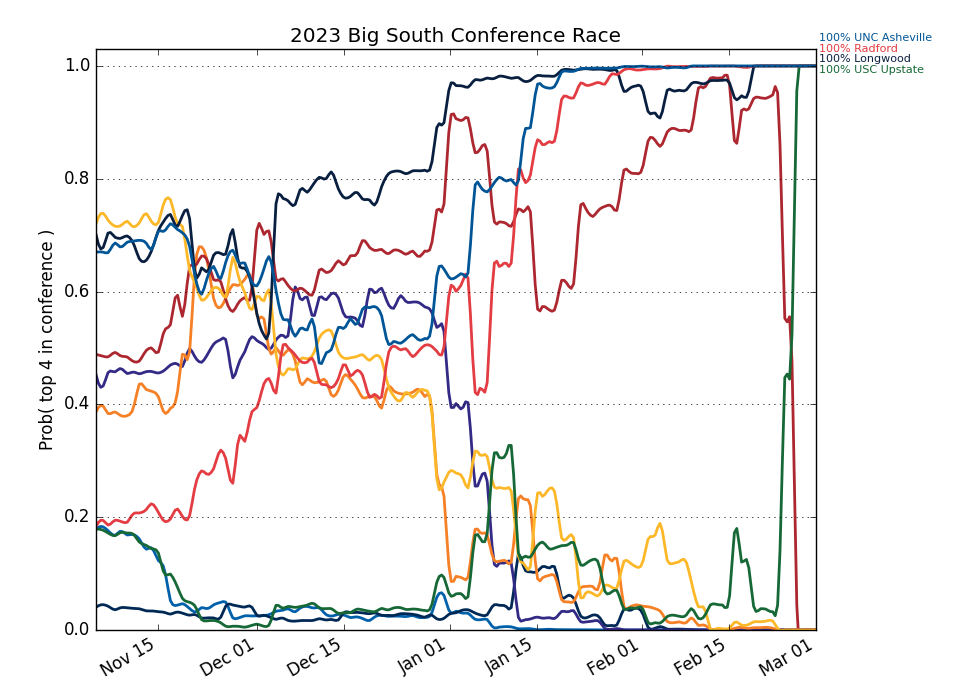 2023 Big South Conference Race
100% UNC Asheville
100% Radford
100% Longwood
100% USC Upstate
Prob( top 4 in conference )
1.0
0.8
0.6
0.4
0.2
0.0
Nov 15
Dec 01
Dec 15
Jan 01
Jan 15
Feb 01
Feb 15
Mar 01